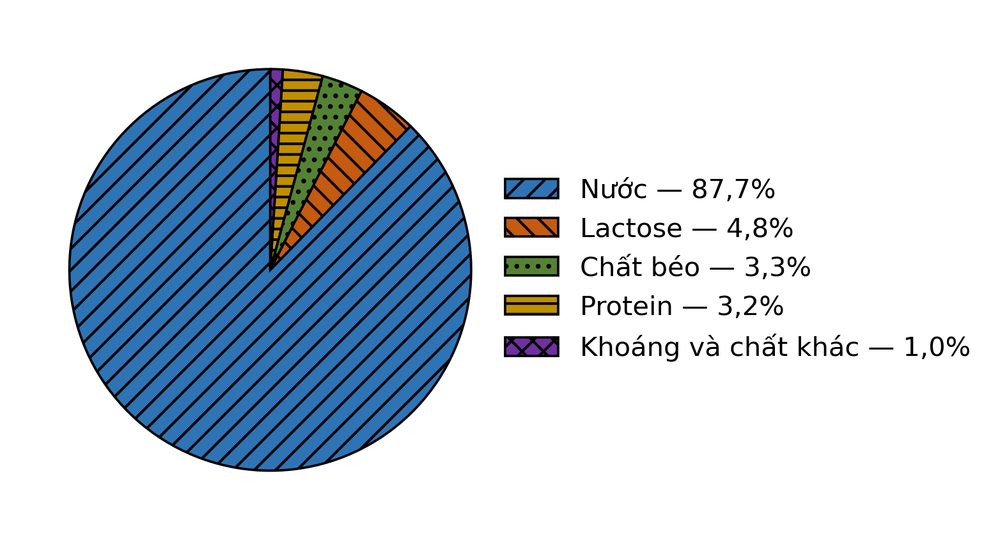 Nước — 87,7%
Lactose — 4,8%
Chất béo — 3,3%
Protein — 3,2%
Khoáng và chất khác — 1,0%